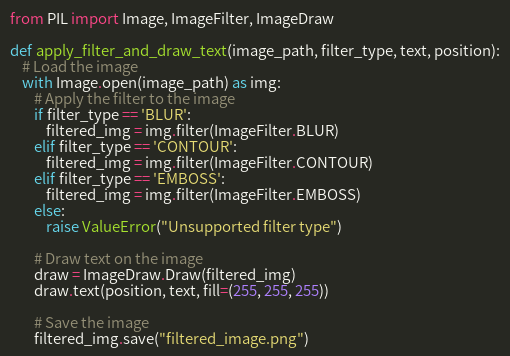 from PIL import Image, ImageFilter, ImageDraw

def apply_filter_and_draw_text(image_path, filter_type, text, position):
    # Load the image
    with Image.open(image_path) as img:
        # Apply the filter to the image
        if filter_type == 'BLUR':
            filtered_img = img.filter(ImageFilter.BLUR)
        elif filter_type == 'CONTOUR':
            filtered_img = img.filter(ImageFilter.CONTOUR)
        elif filter_type == 'EMBOSS':
            filtered_img = img.filter(ImageFilter.EMBOSS)
        else:
            raise ValueError("Unsupported filter type")

        # Draw text on the image
        draw = ImageDraw.Draw(filtered_img)
        draw.text(position, text, fill=(255, 255, 255))

        # Save the image
        filtered_img.save("filtered_image.png")